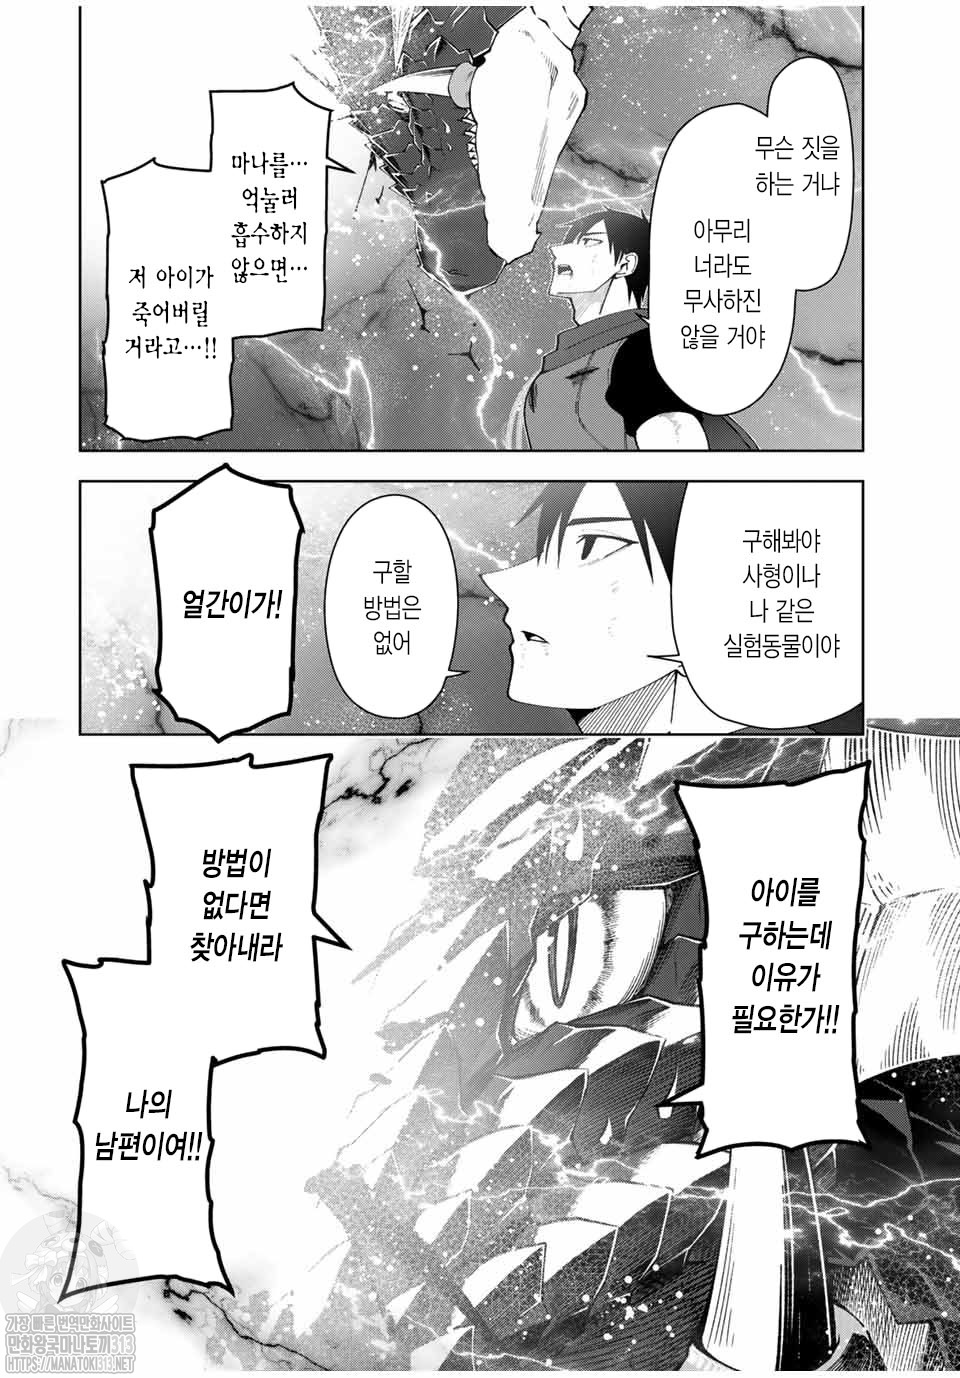 무슨 짓을
하는 거냐
아무리
너라도
무사하진
않을 거야
마나를…
억눌러
흡수하지
않으면…
저 아이가
죽어버릴
거라고…!!
구해봐야
사형이나
나 같은
실험동물이야
구할
방법은
없어
얼간이가!
아이를
구하는데
이유가
필요한가!!
방법이
없다면
찾아내라
나의
남편이여!!
가장 빠른 번역만화사이트
만화왕국마나토끼313
HTTPS://MANATOKI313.NET